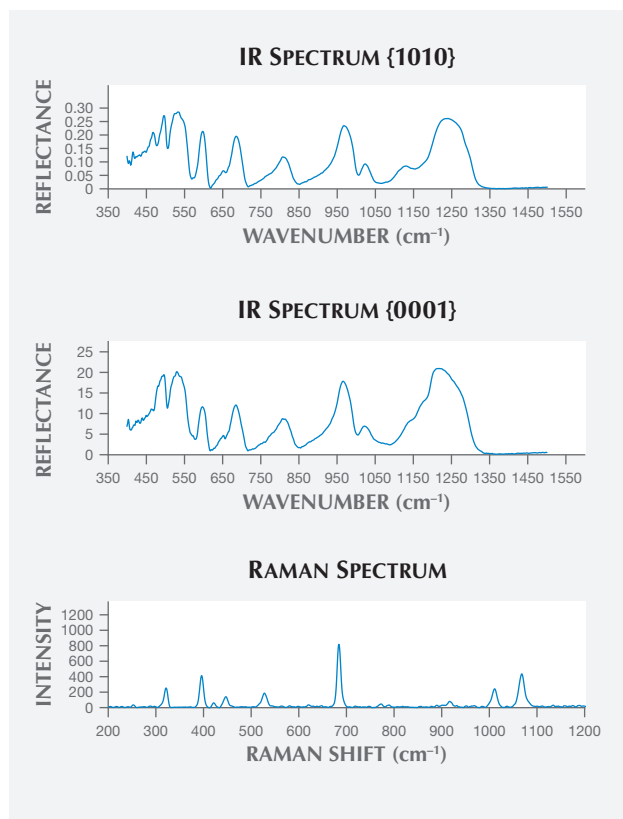 IR SPECTRUM {1010}
REFLECTANCE
0.30
0.25
0.20
0.15
0.10
0.05
0
350 450 550 650 750 850 950 1050 1150 1250 1350 1450 1550
WAVENUMBER (cm⁻¹)
IR SPECTRUM {0001}
REFLECTANCE
25
20
15
10
5
0
350 450 550 650 750 850 950 1050 1150 1250 1350 1450 1550
WAVENUMBER (cm⁻¹)
RAMAN SPECTRUM
INTENSITY
1200
1000
800
600
400
200
0
200 300 400 500 600 700 800 900 1000 1100 1200
RAMAN SHIFT (cm⁻¹)